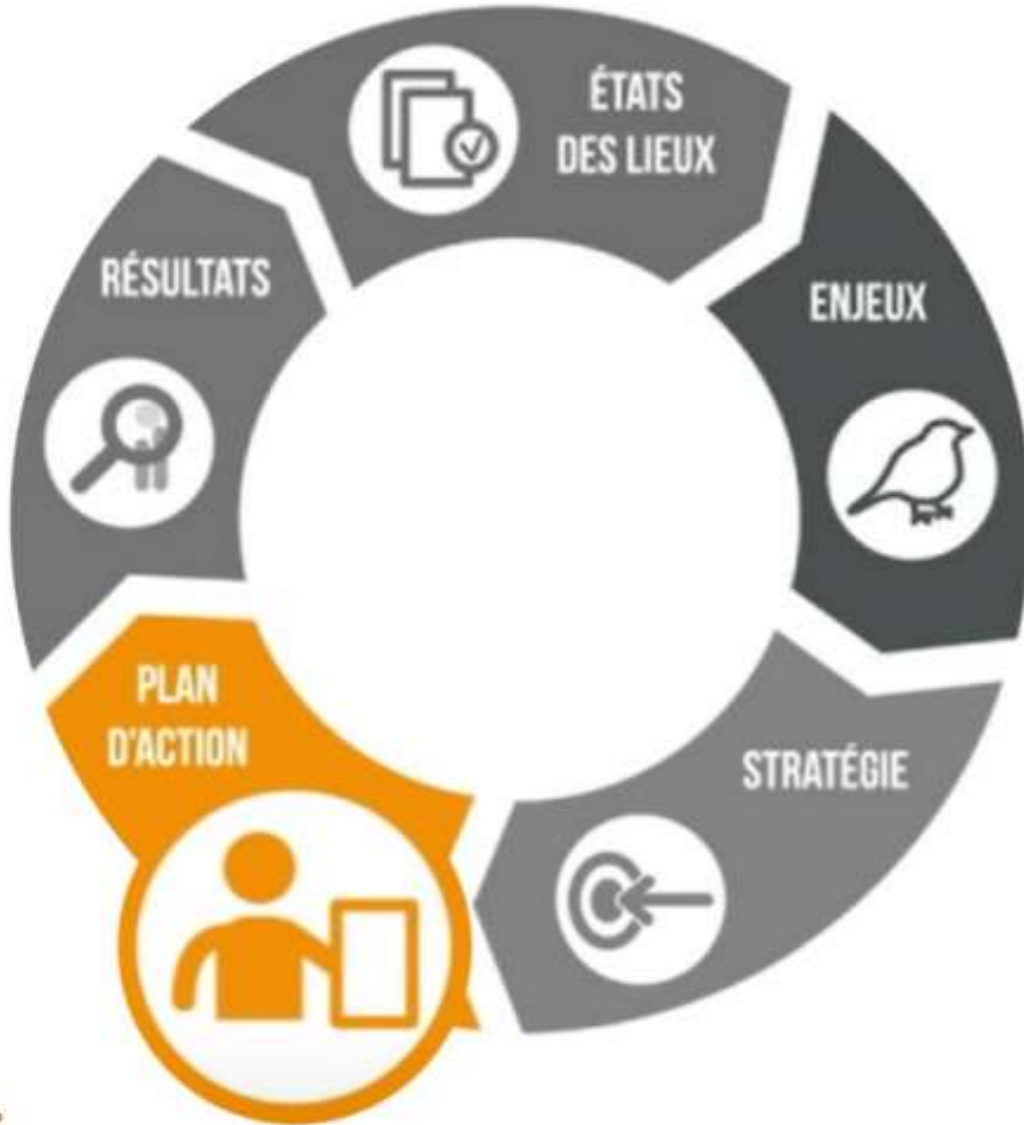 ÉTATS
DES LIEUX
ENJEUX
STRATÉGIE
PLAN
D'ACTION
RÉSULTATS